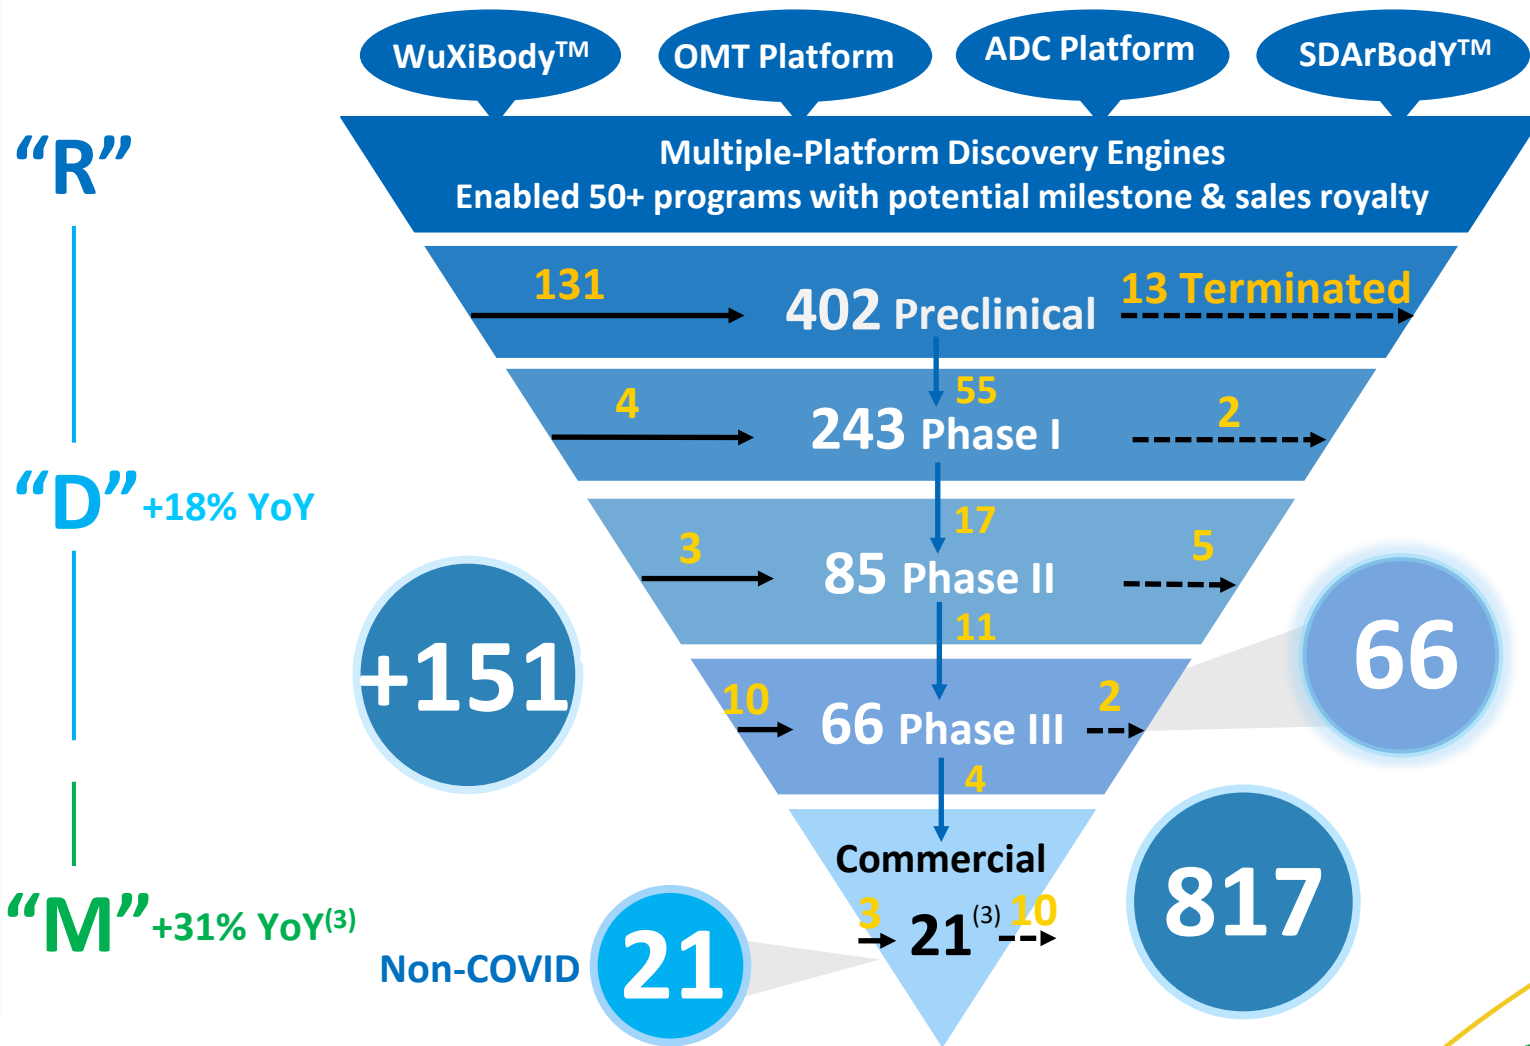 WuXiBody™
OMT Platform
ADC Platform
SDArBodY™
“R”
Multiple-Platform Discovery Engines
Enabled 50+ programs with potential milestone & sales royalty
131
402 Preclinical
13 Terminated
55
4
243 Phase I
2
“D” +18% YoY
17
3
85 Phase II
5
11
+151
66
10
66 Phase III
2
4
Commercial
817
“M” +31% YoY(3)
3
21(3)
10
Non-COVID
21